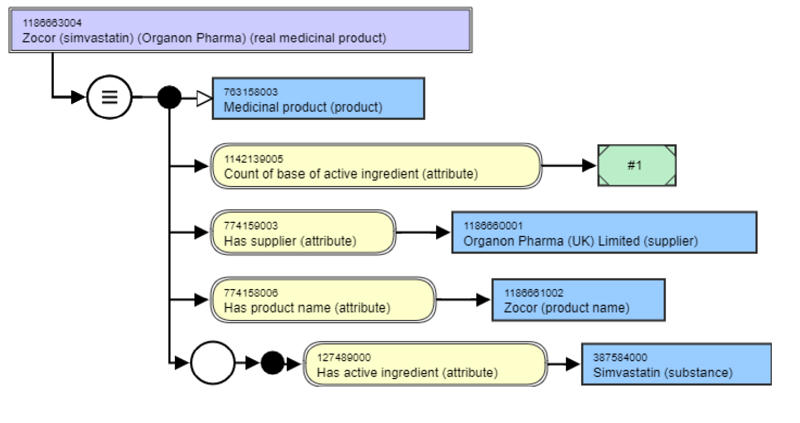 1186663004
Zocor (simvastatin) (Organon Pharma) (real medicinal product)
763158003
Medicinal product (product)
1142139005
Count of base of active ingredient (attribute)
#1
774159003
Has supplier (attribute)
1186660001
Organon Pharma (UK) Limited (supplier)
774158006
Has product name (attribute)
1186661002
Zocor (product name)
127489000
Has active ingredient (attribute)
387584000
Simvastatin (substance)